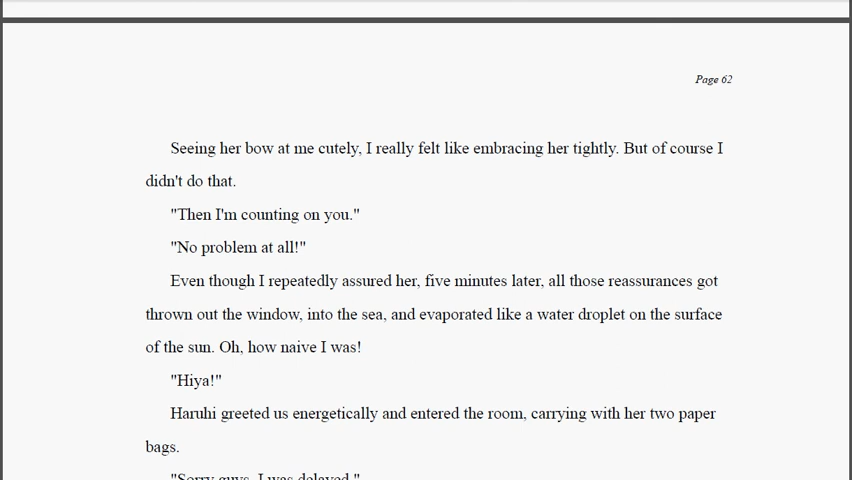 Page 62
Seeing her bow at me cutely, I really felt like embracing her tightly. But of course I
didn't do that.
"Then I'm counting on you."
"No problem at all!"
Even though I repeatedly assured her, five minutes later, all those reassurances got
thrown out the window, into the sea, and evaporated like a water droplet on the surface
of the sun. Oh, how naive I was!
"Hiya!"
Haruhi greeted us energetically and entered the room, carrying with her two paper
bags.
"Sorry guys, I was delayed."